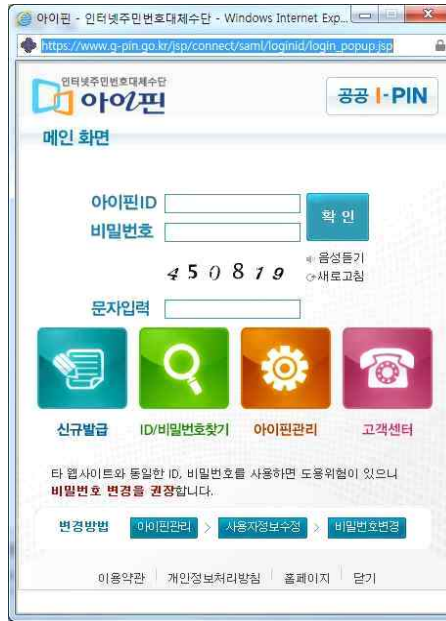 아이핀 - 인터넷주민번호대체수단 - Windows Internet Exp...
https://www.g-pin.go.kr/jsp/connect/saml/loginid/login_popup.jsp
인터넷주민번호대체수단
아이핀
공공 I-PIN
메인 화면
아이핀ID
확 인
비밀번호
450819
음성듣기
새로고침
문자입력
신규발급 ID/비밀번호찾기 아이핀관리 고객센터
타 웹사이트와 동일한 ID, 비밀번호를 사용하면 도용위험이 있으니
비밀번호 변경을 권장합니다.
변경방법 아이핀관리 > 사용자정보수정 > 비밀번호변경
이용약관 개인정보처리방침 홈페이지 닫기